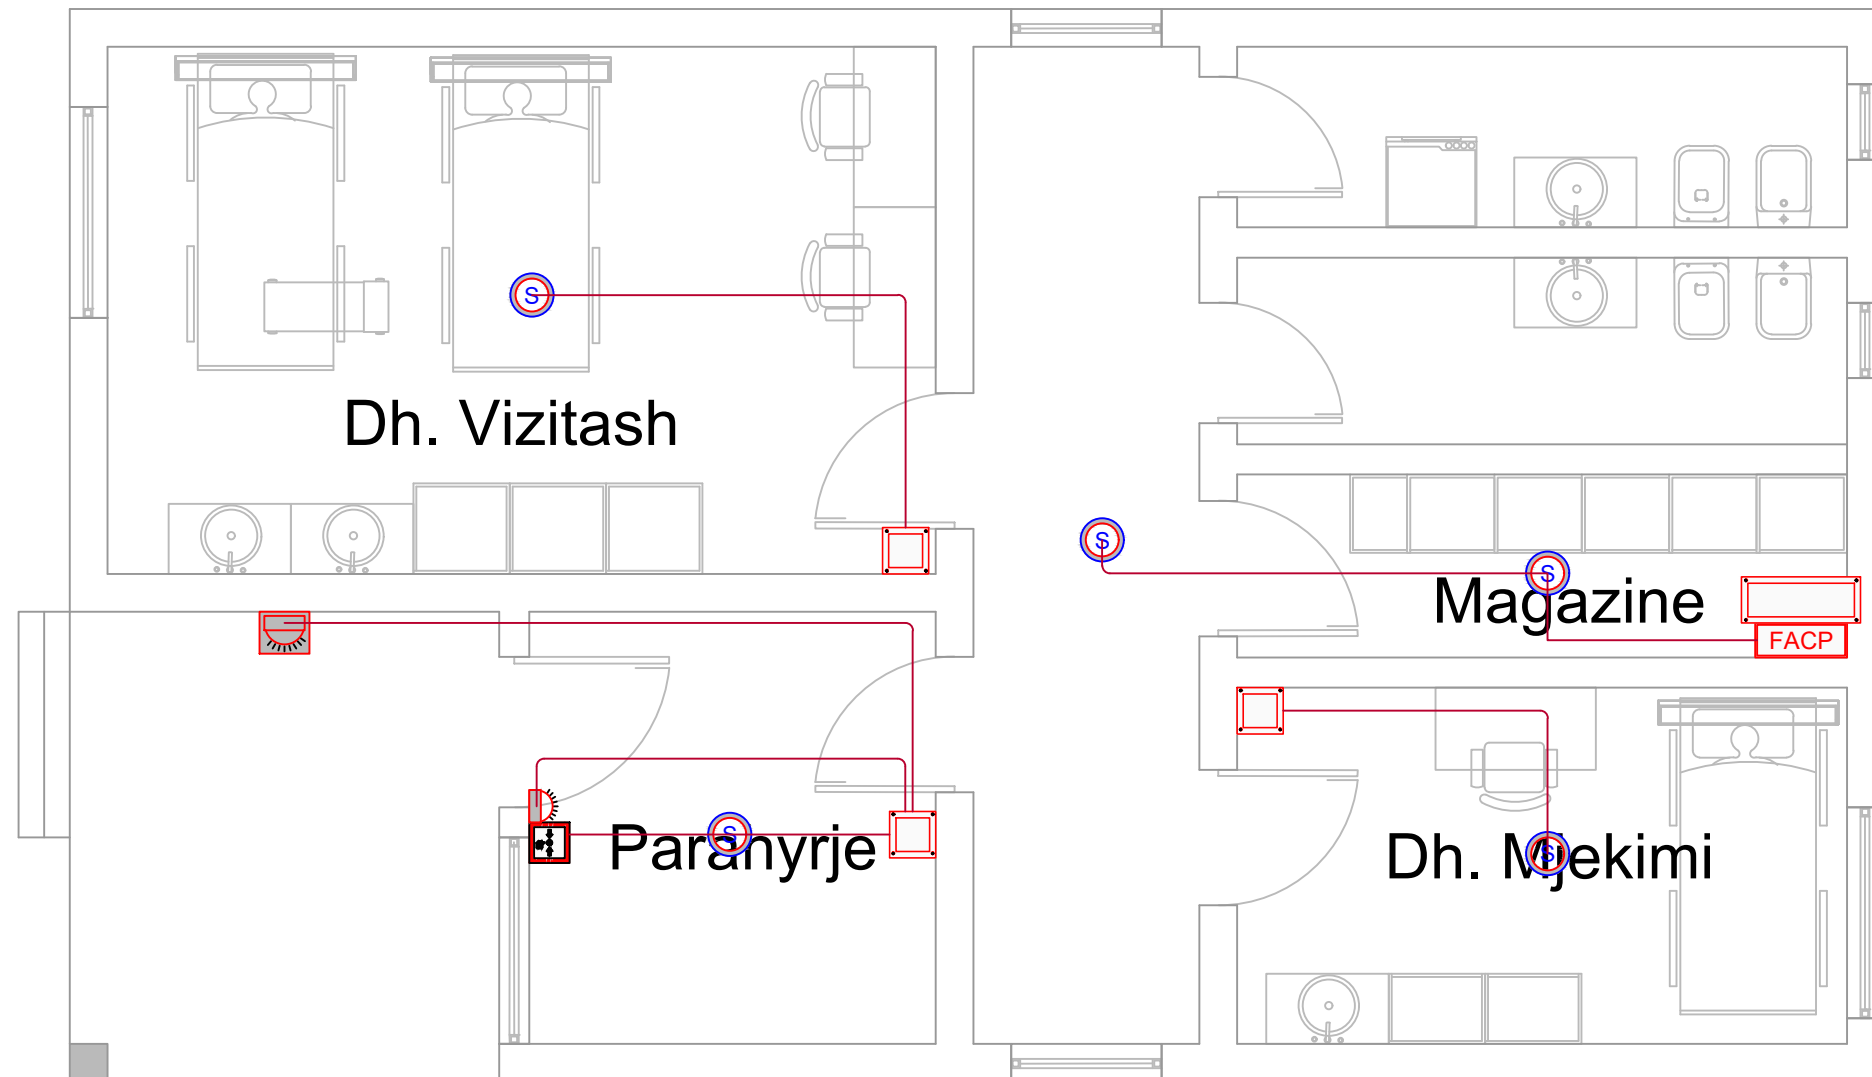 S
Dh. Vizitash
S
S
Magazine
FACP
S
Paranyrje
S
Dh. Mjekimi